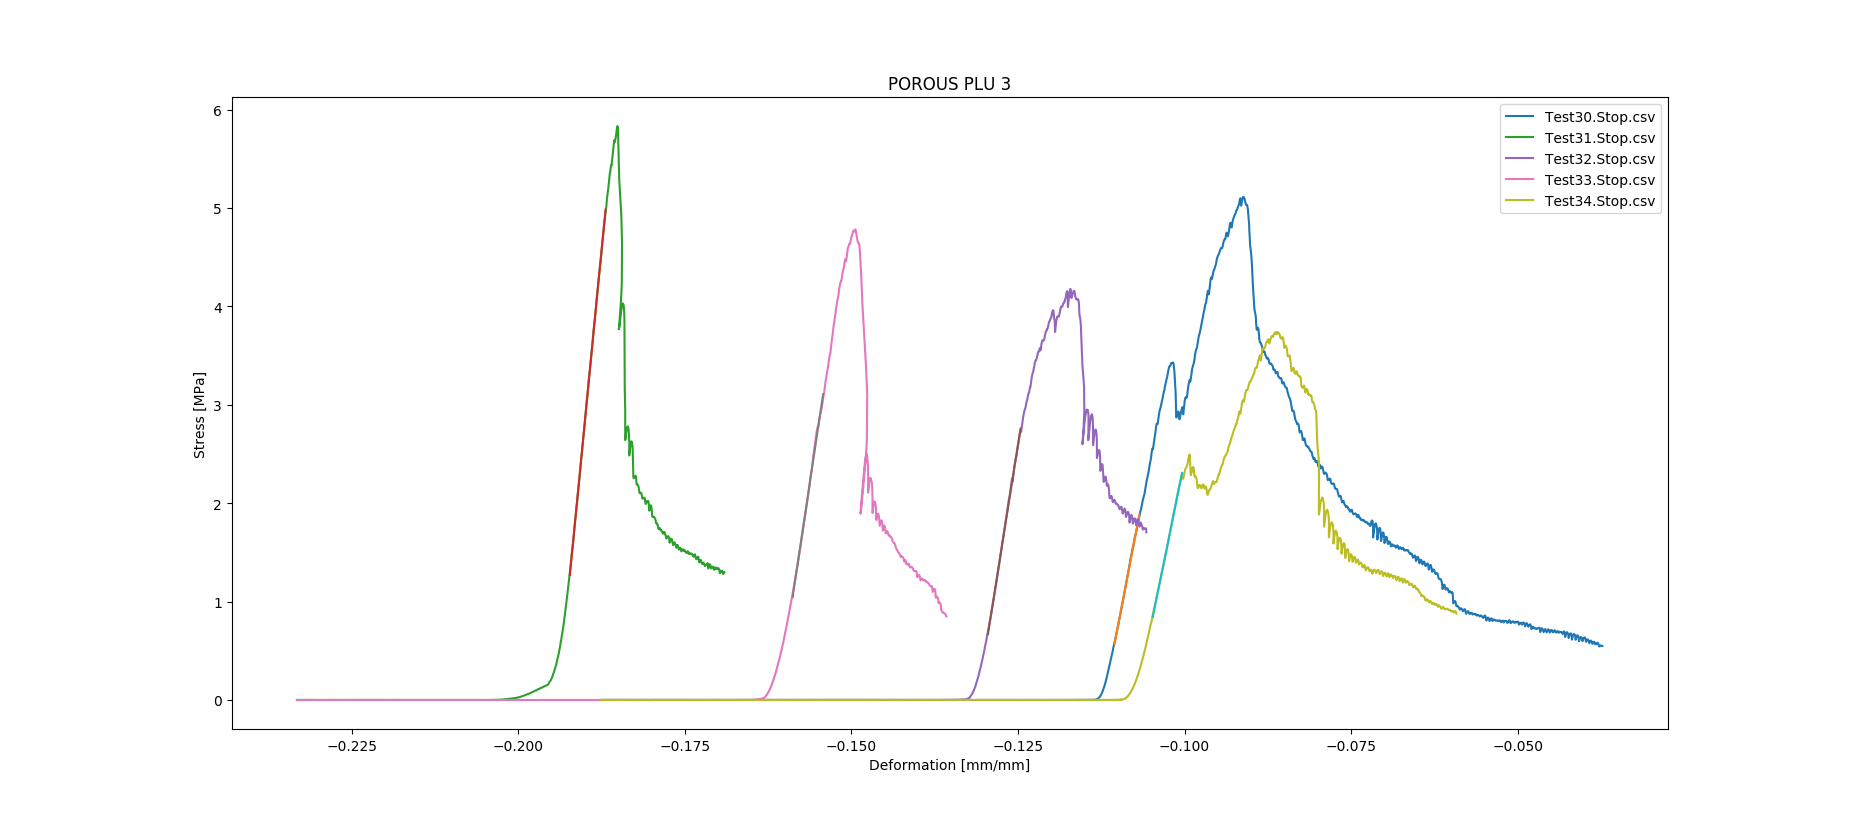 POROUS PLU 3
6
5
4
3
2
1
0
Stress [MPa]
Test30.Stop.csv
Test31.Stop.csv
Test32.Stop.csv
Test33.Stop.csv
Test34.Stop.csv
−0.225 −0.200 −0.175 −0.150 −0.125 −0.100 −0.075 −0.050
Deformation [mm/mm]